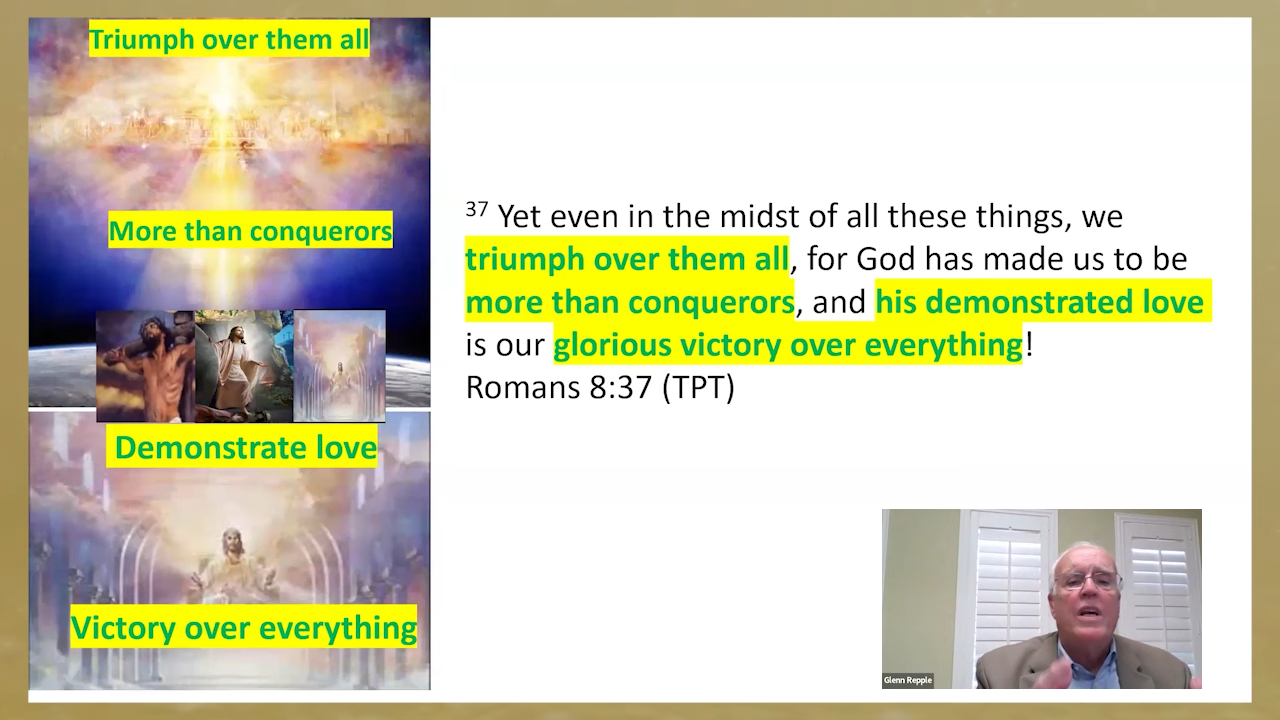 Triumph over them all
More than conquerors
Demonstrate love
Victory over everything
37 Yet even in the midst of all these things, we
triumph over them all, for God has made us to be
more than conquerors, and his demonstrated love
is our glorious victory over everything!
Romans 8:37 (TPT)
Glenn Repple